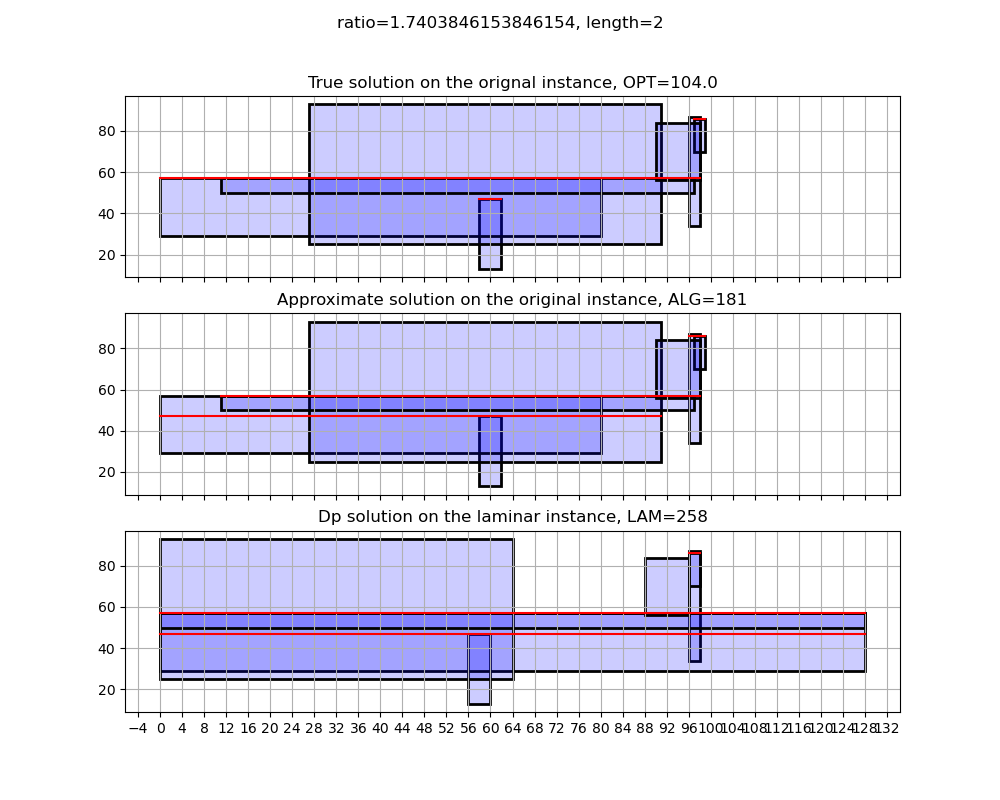 ratio=1.7403846153846154, length=2
True solution on the orignal instance, OPT=104.0
80
60
40
20
Approximate solution on the original instance, ALG=181
80
60
40
20
Dp solution on the laminar instance, LAM=258
80
60
40
20
−4 0 4 8 12 16 20 24 28 32 36 40 44 48 52 56 60 64 68 72 76 80 84 88 92 96 100 104 108 112 116 120 124 128 132